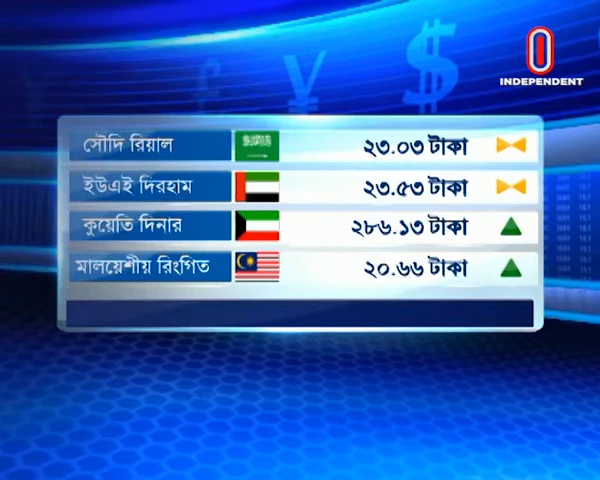 INDEPENDENT
সৌদি রিয়াল ২৩.০৩ টাকা
ইউএই দিরহাম ২৩.৫৩ টাকা
কুয়েতি দিনার ২৮৬.১৩ টাকা
মালয়েশীয় রিংগিত ২০.৬৬ টাকা